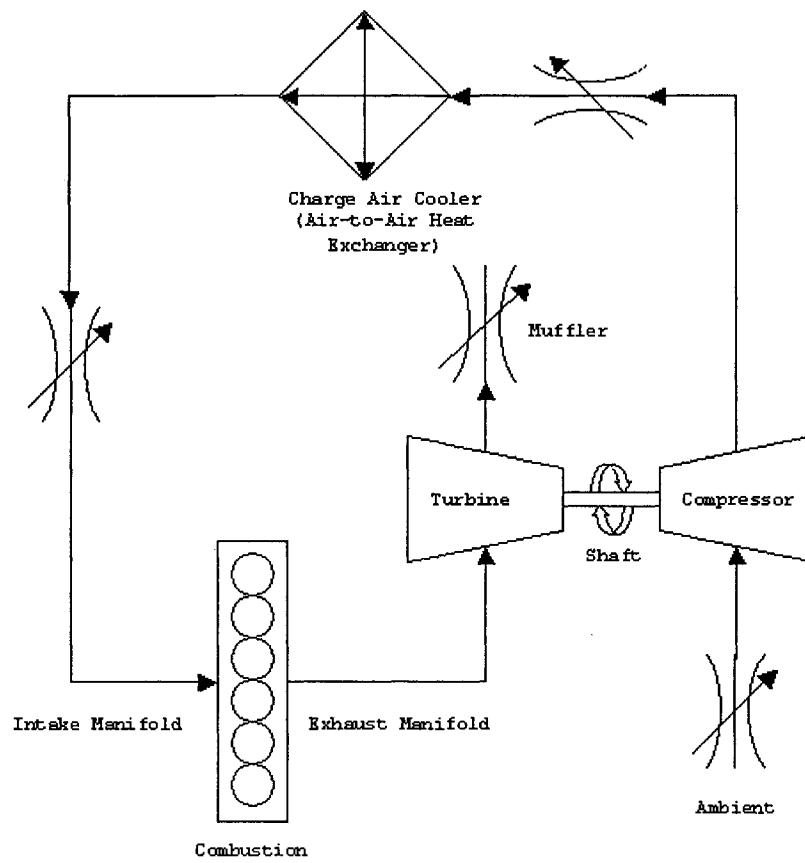 Charge Air Cooler
(Air-to-Air Heat
Exchanger)
Muffler
Turbine
Compressor
Shaft
Intake Manifold
Exhaust Manifold
Ambient
Combustion